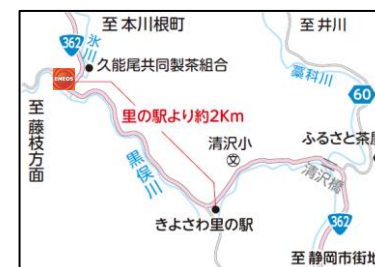 至 本川根町
至 井川
362
氷川
久能尾共同製茶組合
藁科川
ENEOS
60
至 藤枝方面
里の駅より約2Km
黒俣川
清沢小
文
ふるさと茶屋
清沢橋
きよさわ里の駅
362
至 静岡市街地